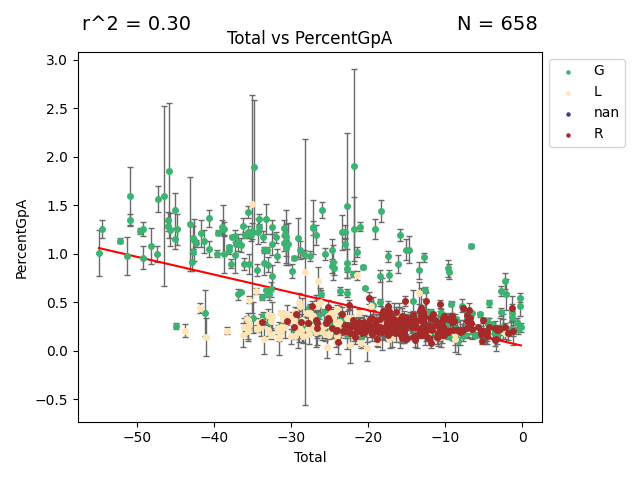 r^2 = 0.30
N = 658
Total vs PercentGpA
3.0
2.5
2.0
1.5
1.0
0.5
0.0
−0.5
PercentGpA
−50
−40
−30
−20
−10
0
Total
G
L
nan
R